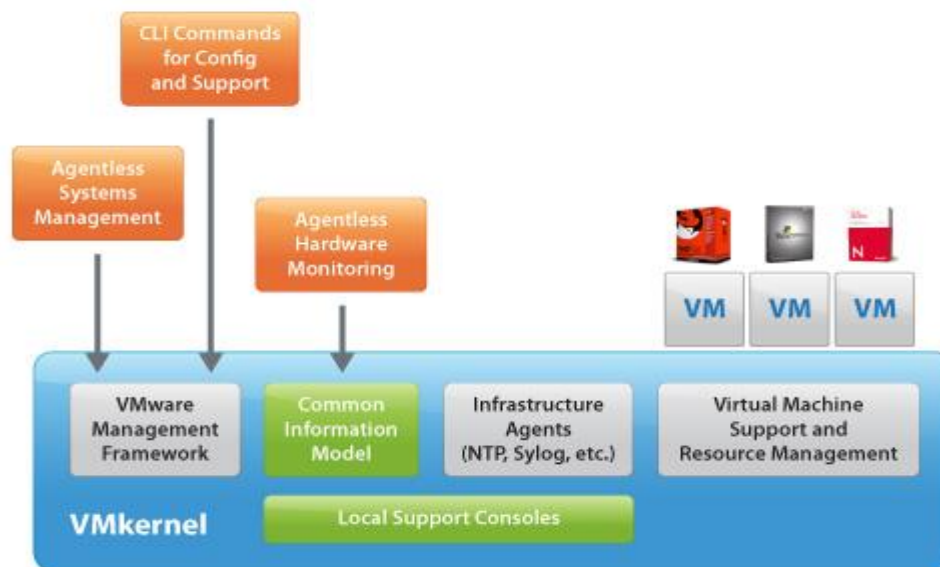 CLI Commands
for Config
and Support
Agentless
Systems
Management
Agentless
Hardware
Monitoring
N
VM
VM
VM
VMware
Management
Framework
Common
Information
Model
Infrastructure
Agents
(NTP, Sylog, etc.)
Virtual Machine
Support and
Resource Management
VMkernel
Local Support Consoles